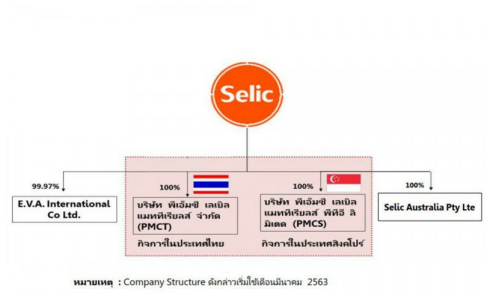 Selic
99.97%
100%
100%
100%
E.V.A. International
Co Ltd.
บริษัท พีเอ็มซี เลเบิล
แมททีเรียลส์ จำกัด
(PMCT)
บริษัท พีเอ็มซี เลเบิล
แมททีเรียลส์ พีทีอี ลิ
มิเตด (PMCS)
Selic Australia Pty Lte
กิจการในประเทศไทย
กิจการในประเทศสิงคโปร์
หมายเหตุ : Company Structure ดังกล่าวเริ่มใช้เดือนมีนาคม 2563